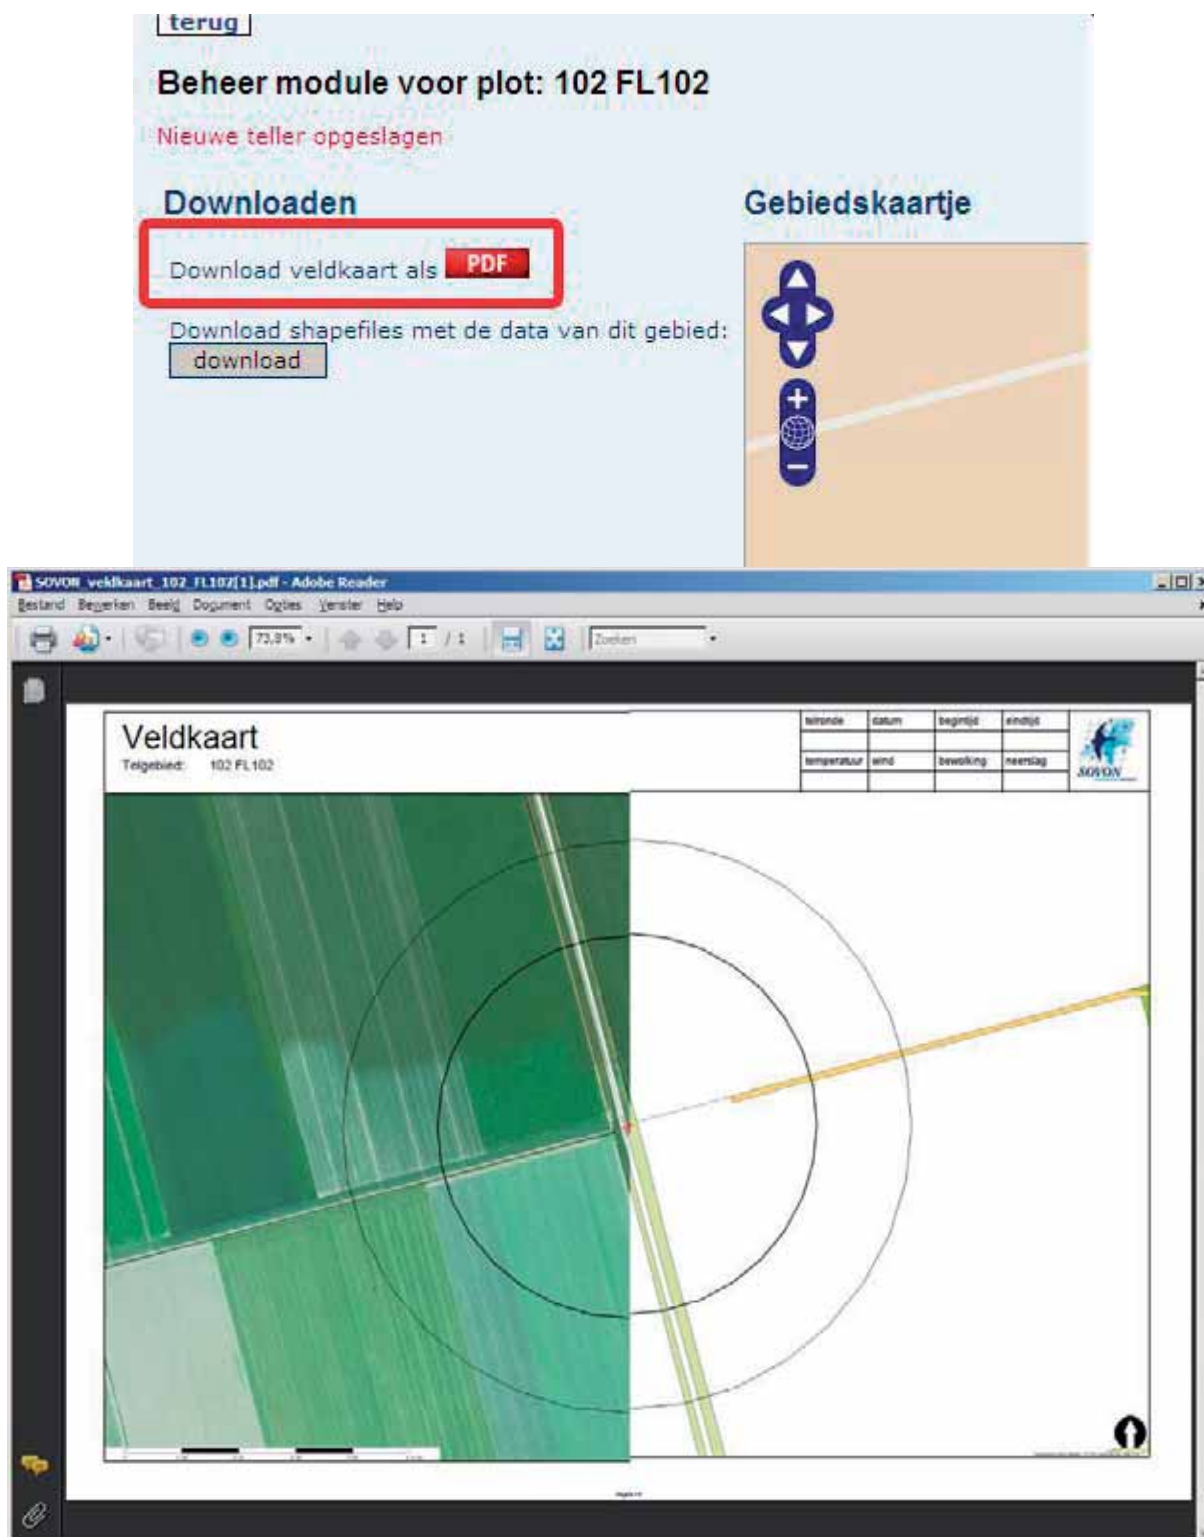 terug
Beheer module voor plot: 102 FL102
Nieuwe teller opgeslagen
Downloaden
Gebiedskaartje
Download veldkaart als PDF
Download shapefiles met de data van dit gebied:
download
SOVON_veldkaart_102_FL102[1].pdf - Adobe Reader
Bestand Bewerken Beeld Document Opties Venster Help
73,8% 1 / 1 Zoeken
Veldkaart
Telgebied: 102 FL102
telronde datum begintijd eindtijd
temperatuur wind bewolking neerslag
SOVON